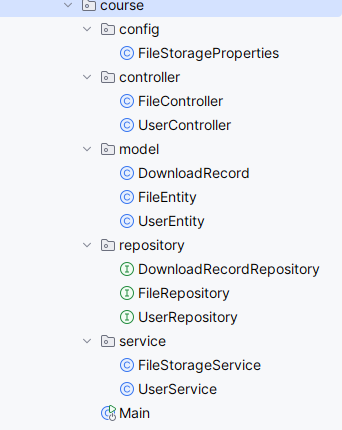 course
config
FileStorageProperties
controller
FileController
UserController
model
DownloadRecord
FileEntity
UserEntity
repository
DownloadRecordRepository
FileRepository
UserRepository
service
FileStorageService
UserService
Main